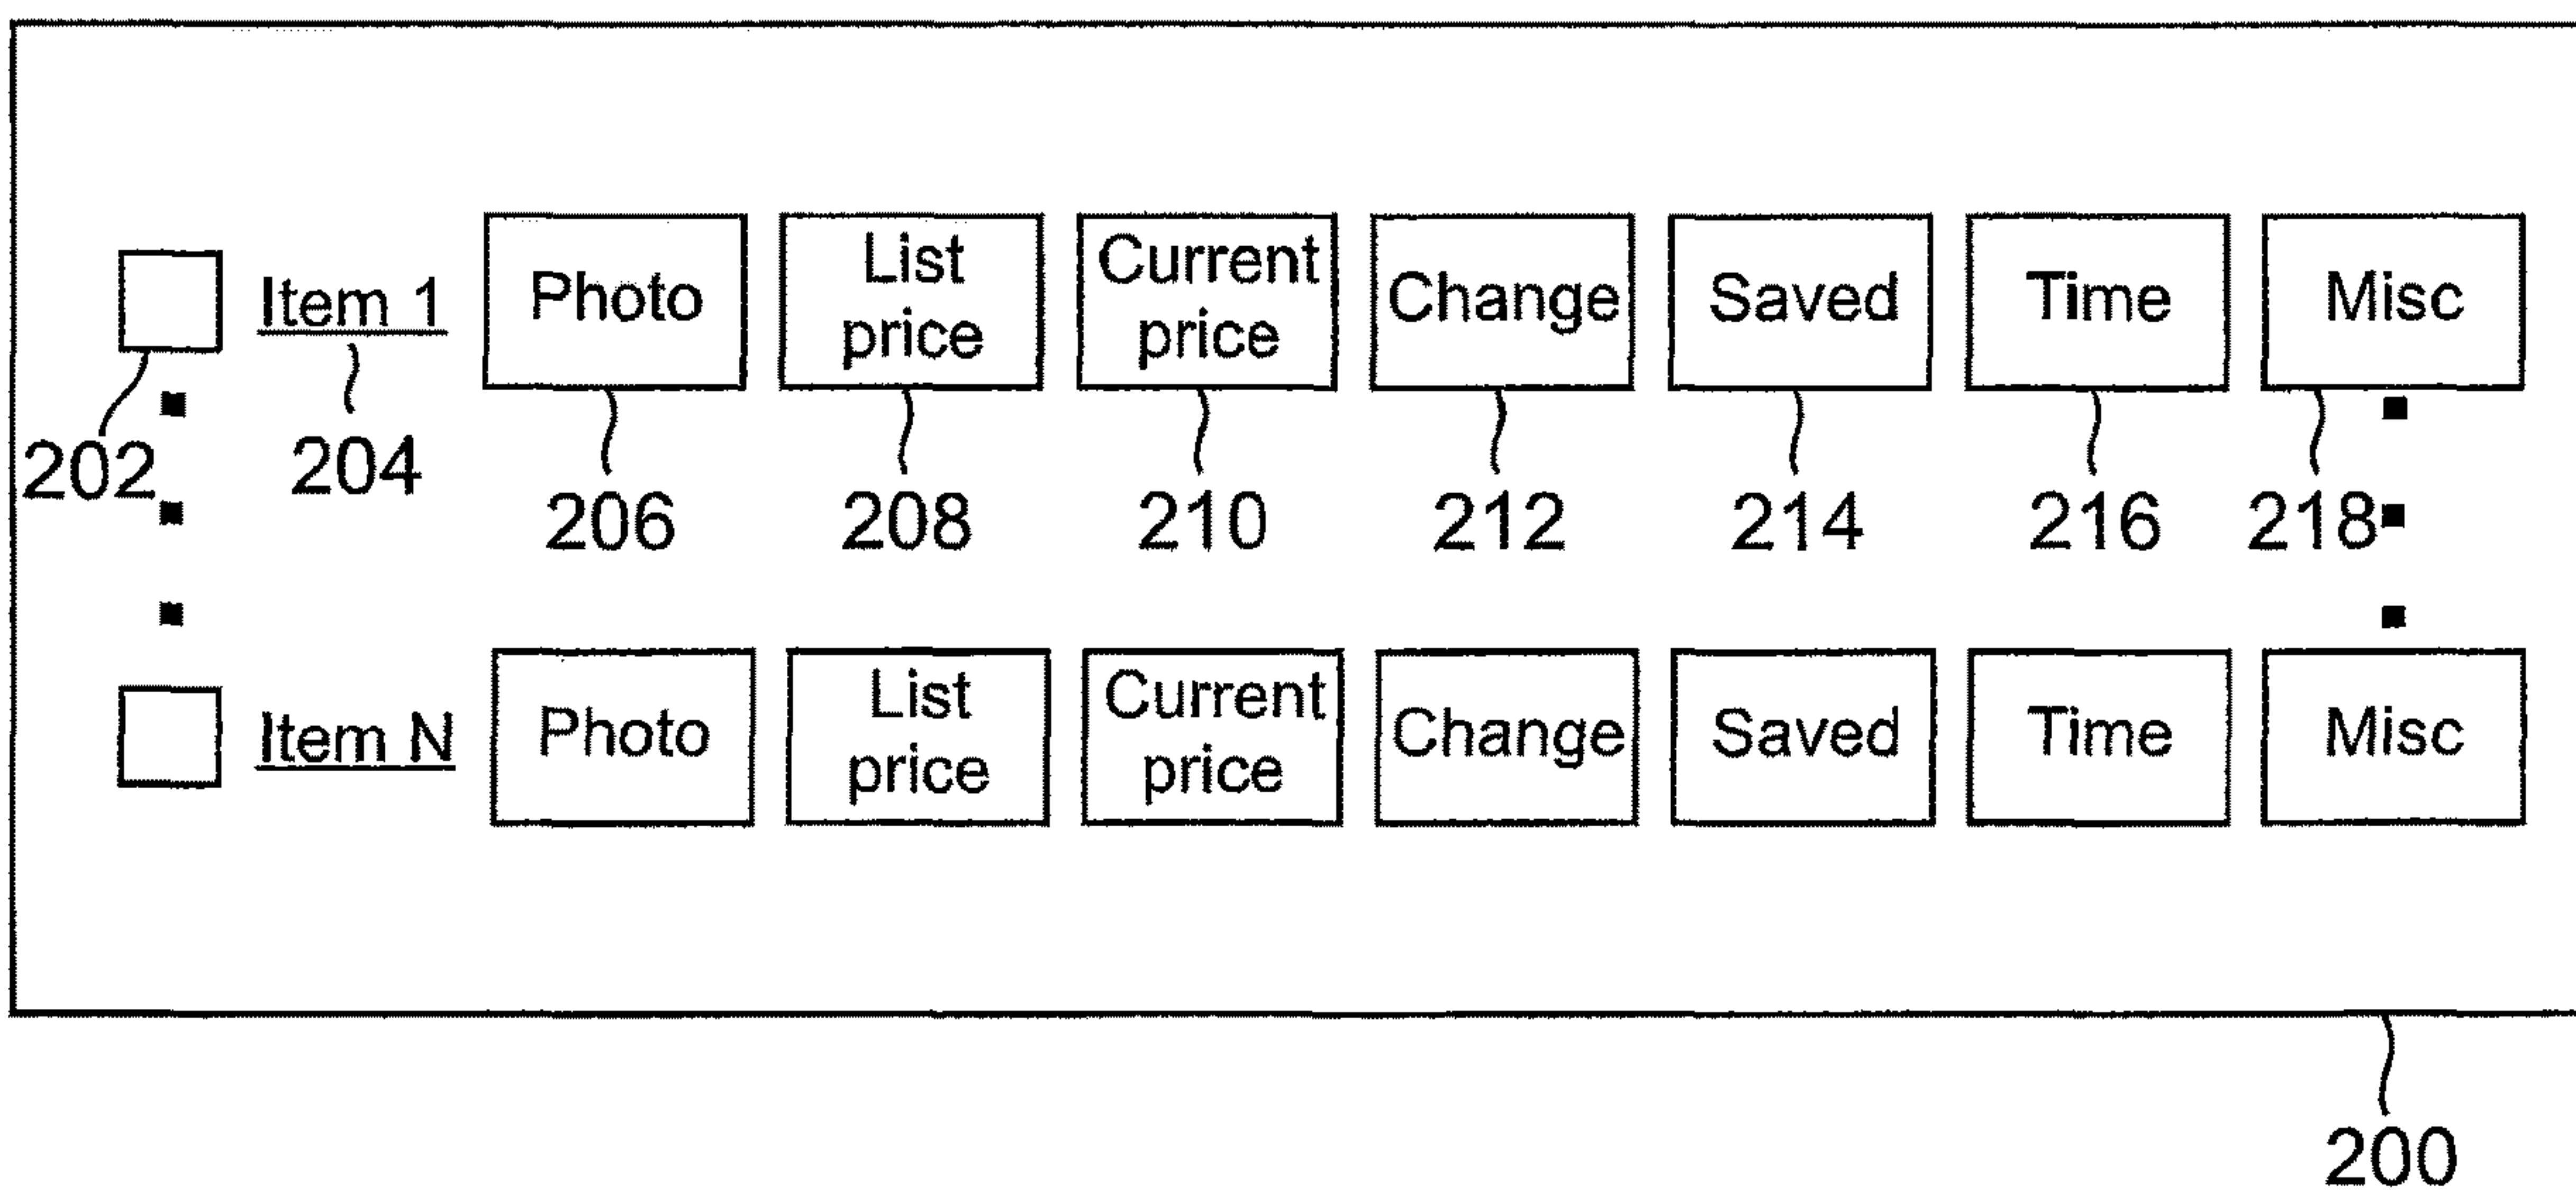 Item 1 Photo List price Current price Change Saved Time Misc
202 204 206 208 210 212 214 216 218
Item N Photo List price Current price Change Saved Time Misc
200